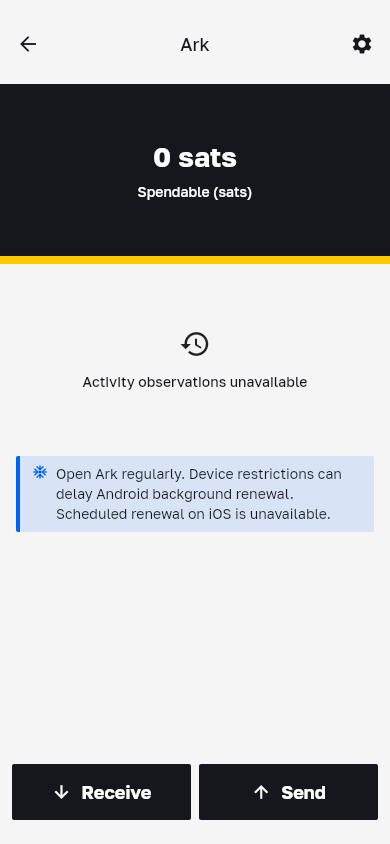 Ark
0 sats
Spendable (sats)
Activity observations unavailable
Open Ark regularly. Device restrictions can
delay Android background renewal.
Scheduled renewal on iOS is unavailable.
Receive
Send